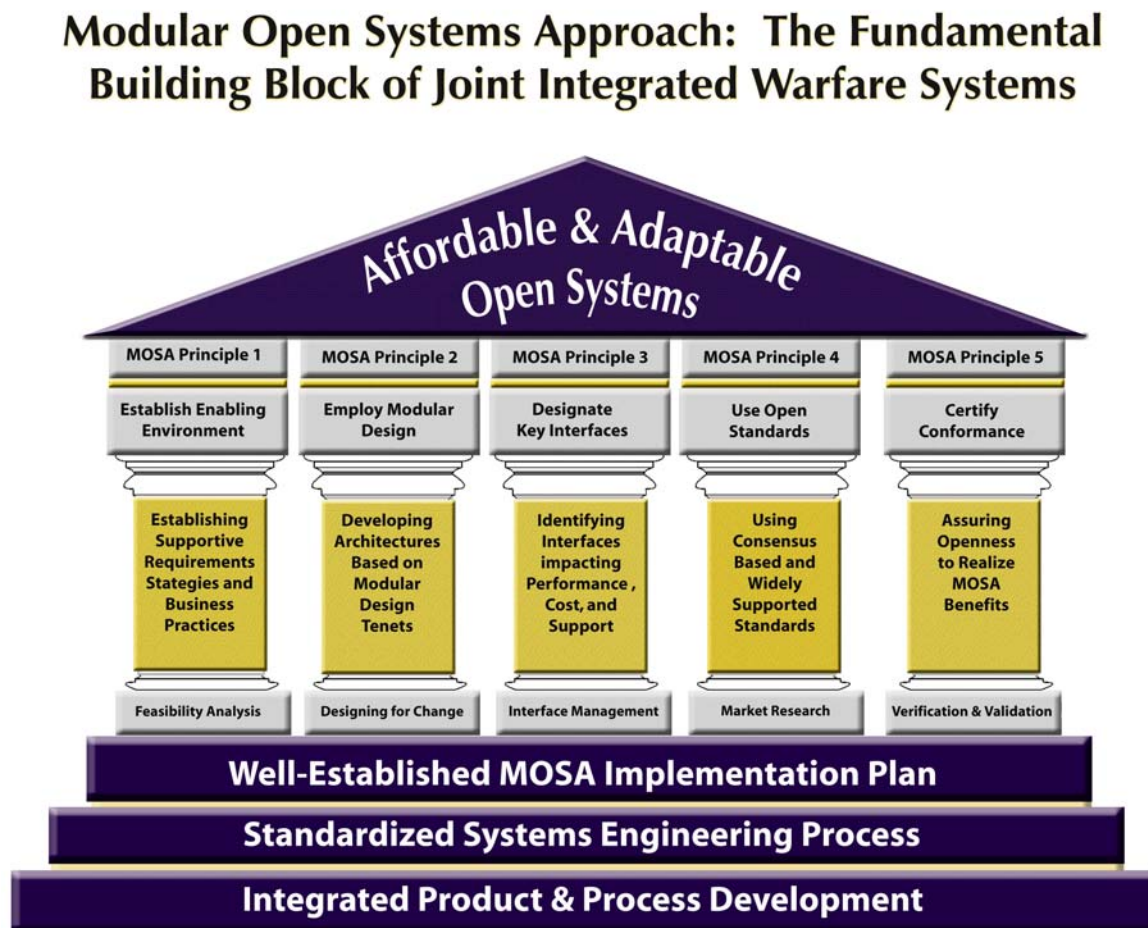 Modular Open Systems Approach: The Fundamental
Building Block of Joint Integrated Warfare Systems
Affordable & Adaptable
Open Systems
MOSA Principle 1
Establish Enabling
Environment
Establishing
Supportive
Requirements
Stategies and
Business
Practices
Feasibility Analysis
MOSA Principle 2
Employ Modular
Design
Developing
Architectures
Based on
Modular
Design
Tenets
Designing for Change
MOSA Principle 3
Designate
Key Interfaces
Identifying
Interfaces
impacting
Performance ,
Cost, and
Support
Interface Management
MOSA Principle 4
Use Open
Standards
Using
Consensus
Based and
Widely
Supported
Standards
Market Research
MOSA Principle 5
Certify
Conformance
Assuring
Openness
to Realize
MOSA
Benefits
Verification & Validation
Well-Established MOSA Implementation Plan
Standardized Systems Engineering Process
Integrated Product & Process Development